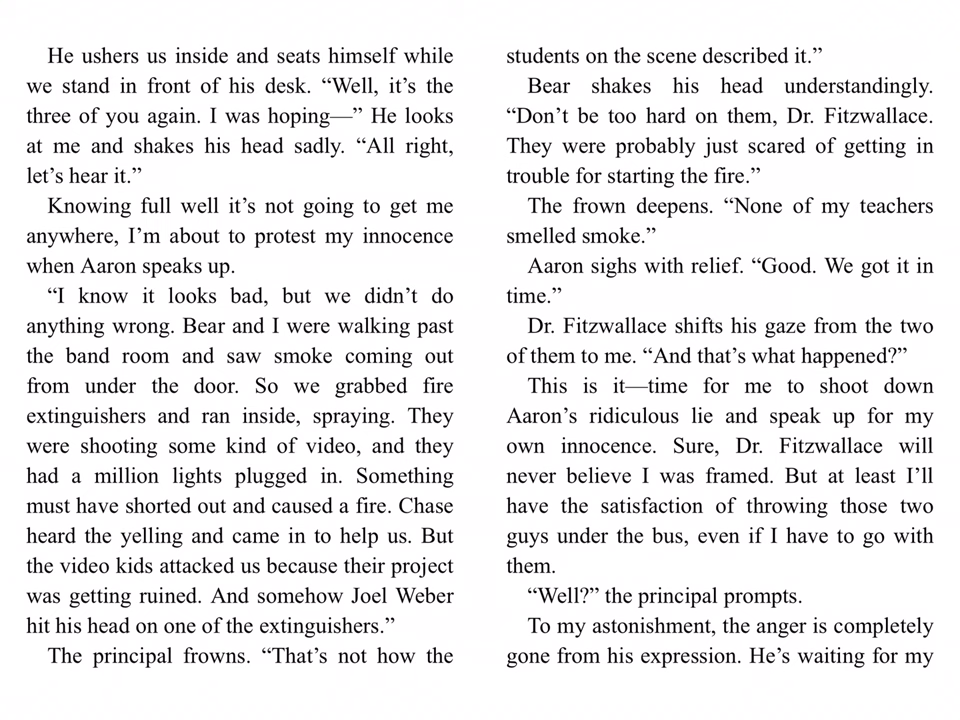 He ushers us inside and seats himself while
we stand in front of his desk. “Well, it’s the
three of you again. I was hoping—” He looks
at me and shakes his head sadly. “All right,
let’s hear it.”
Knowing full well it’s not going to get me
anywhere, I’m about to protest my innocence
when Aaron speaks up.
“I know it looks bad, but we didn’t do
anything wrong. Bear and I were walking past
the band room and saw smoke coming out
from under the door. So we grabbed fire
extinguishers and ran inside, spraying. They
were shooting some kind of video, and they
had a million lights plugged in. Something
must have shorted out and caused a fire. Chase
heard the yelling and came in to help us. But
the video kids attacked us because their project
was getting ruined. And somehow Joel Weber
hit his head on one of the extinguishers.”
The principal frowns. “That’s not how the
students on the scene described it.”
Bear shakes his head understandingly.
“Don’t be too hard on them, Dr. Fitzwallace.
They were probably just scared of getting in
trouble for starting the fire.”
The frown deepens. “None of my teachers
smelled smoke.”
Aaron sighs with relief. “Good. We got it in
time.”
Dr. Fitzwallace shifts his gaze from the two
of them to me. “And that’s what happened?”
This is it—time for me to shoot down
Aaron’s ridiculous lie and speak up for my
own innocence. Sure, Dr. Fitzwallace will
never believe I was framed. But at least I’ll
have the satisfaction of throwing those two
guys under the bus, even if I have to go with
them.
“Well?” the principal prompts.
To my astonishment, the anger is completely
gone from his expression. He’s waiting for my